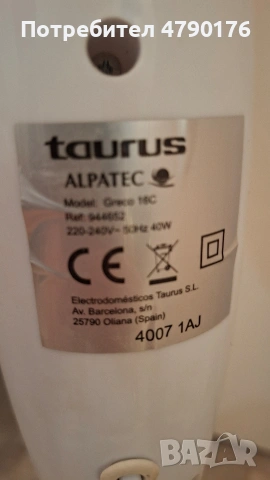 Потребител 4790176
taurus
ALPATEC
Model: Greco 16C
Ref: 944652
220-240V~ 50Hz 40W
CE
Electrodomésticos Taurus S.L.
Av. Barcelona, s/n
25790 Oliana (Spain)
4007 1AJ
BAZAR